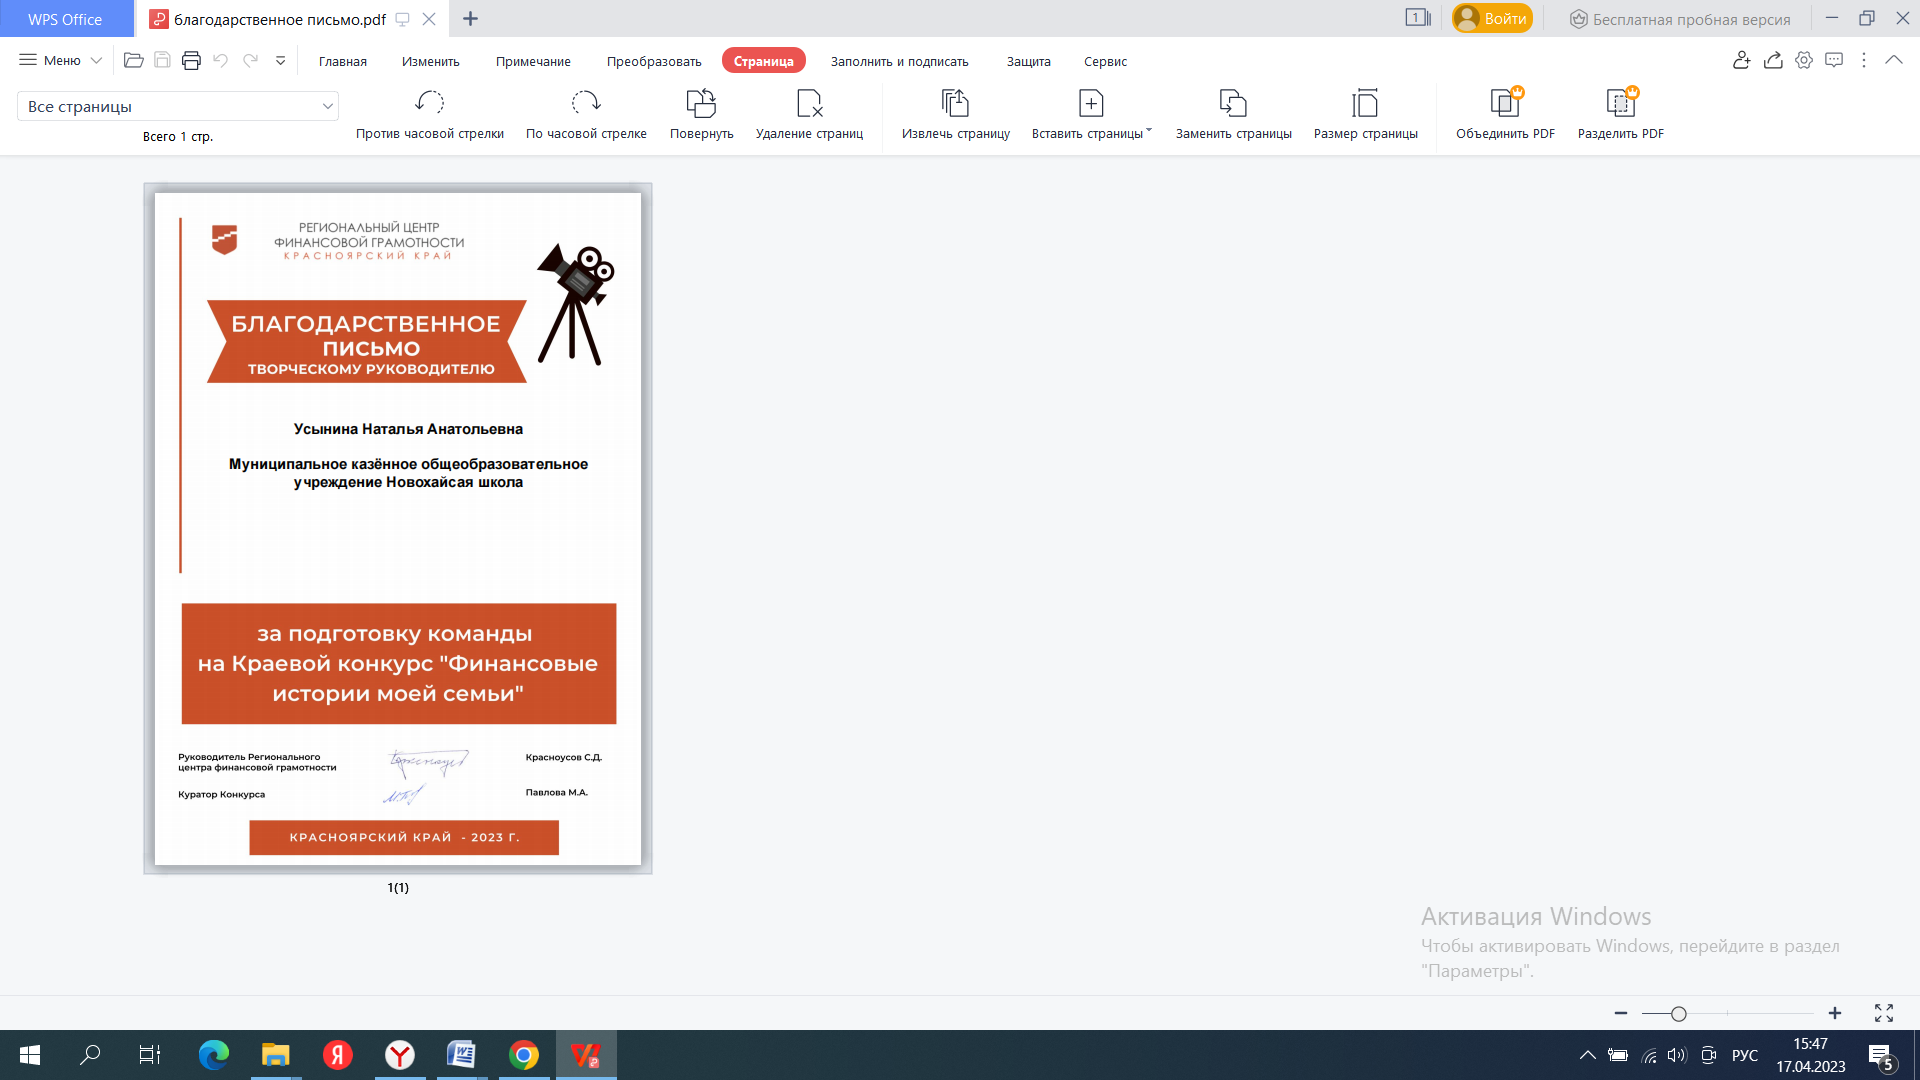 WPS Office
благодарственное письмо.pdf
1
Войти
Бесплатная пробная версия
Меню
Главная
Изменить
Примечание
Преобразовать
Страница
Заполнить и подписать
Защита
Сервис
Все страницы
Всего 1 стр.
Против часовой стрелки
По часовой стрелке
Повернуть
Удаление страниц
Извлечь страницу
Вставить страницы
Заменить страницы
Размер страницы
Объединить PDF
Разделить PDF
РЕГИОНАЛЬНЫЙ ЦЕНТР
ФИНАНСОВОЙ ГРАМОТНОСТИ
КРАСНОЯРСКИЙ КРАЙ
БЛАГОДАРСТВЕННОЕ
ПИСЬМО
ТВОРЧЕСКОМУ РУКОВОДИТЕЛЮ
Усынина Наталья Анатольевна
Муниципальное казённое общеобразовательное
учреждение Новохайсая школа
за подготовку команды
на Краевой конкурс "Финансовые
истории моей семьи"
Руководитель Регионального
центра финансовой грамотности
Красноусов С.Д.
Куратор Конкурса
Павлова М.А.
КРАСНОЯРСКИЙ КРАЙ - 2023 Г.
1(1)
Активация Windows
Чтобы активировать Windows, перейдите в раздел
"Параметры".
РУС
15:47
17.04.2023
5